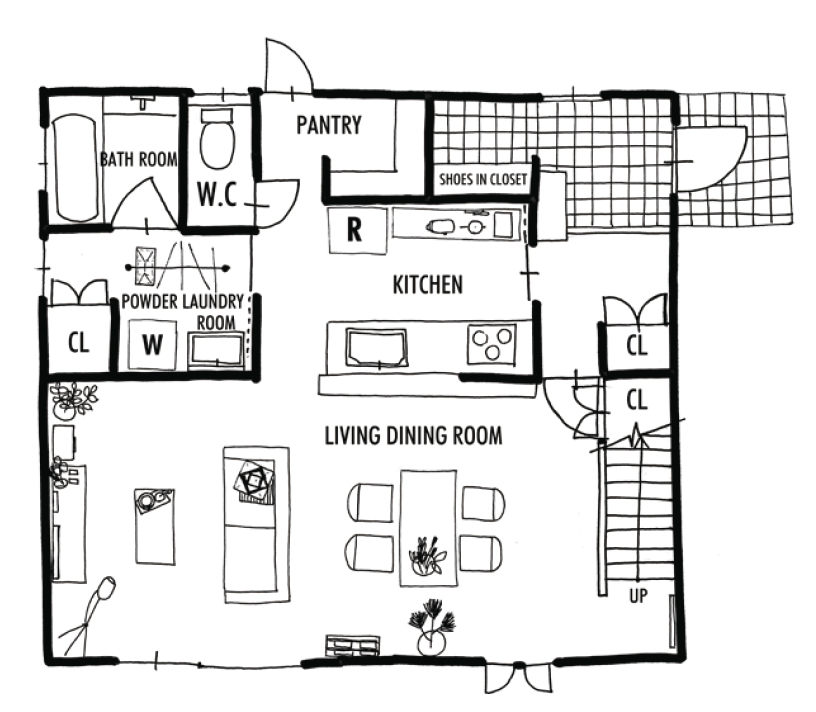 PANTRY
BATH ROOM
SHOES IN CLOSET
W.C
R
KITCHEN
POWDER LAUNDRY
ROOM
CL
W
CL
CL
LIVING DINING ROOM
UP